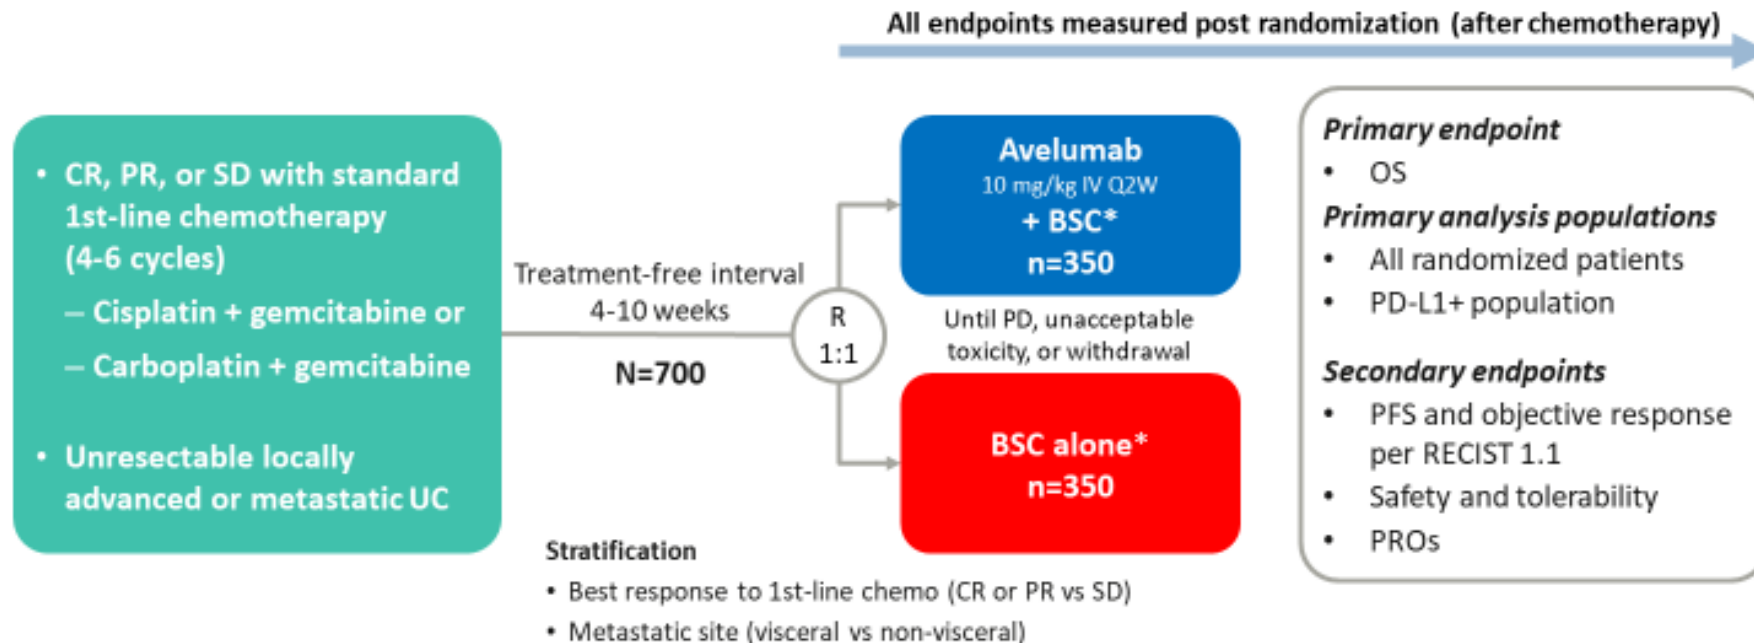 All endpoints measured post randomization (after chemotherapy)
• CR, PR, or SD with standard
1st-line chemotherapy
(4-6 cycles)
– Cisplatin + gemcitabine or
– Carboplatin + gemcitabine
• Unresectable locally
advanced or metastatic UC
Treatment-free interval
4-10 weeks
N=700
R
1:1
Avelumab
10 mg/kg IV Q2W
+ BSC*
n=350
Until PD, unacceptable
toxicity, or withdrawal
BSC alone*
n=350
Stratification
• Best response to 1st-line chemo (CR or PR vs SD)
• Metastatic site (visceral vs non-visceral)
Primary endpoint
• OS
Primary analysis populations
• All randomized patients
• PD-L1+ population
Secondary endpoints
• PFS and objective response
per RECIST 1.1
• Safety and tolerability
• PROs